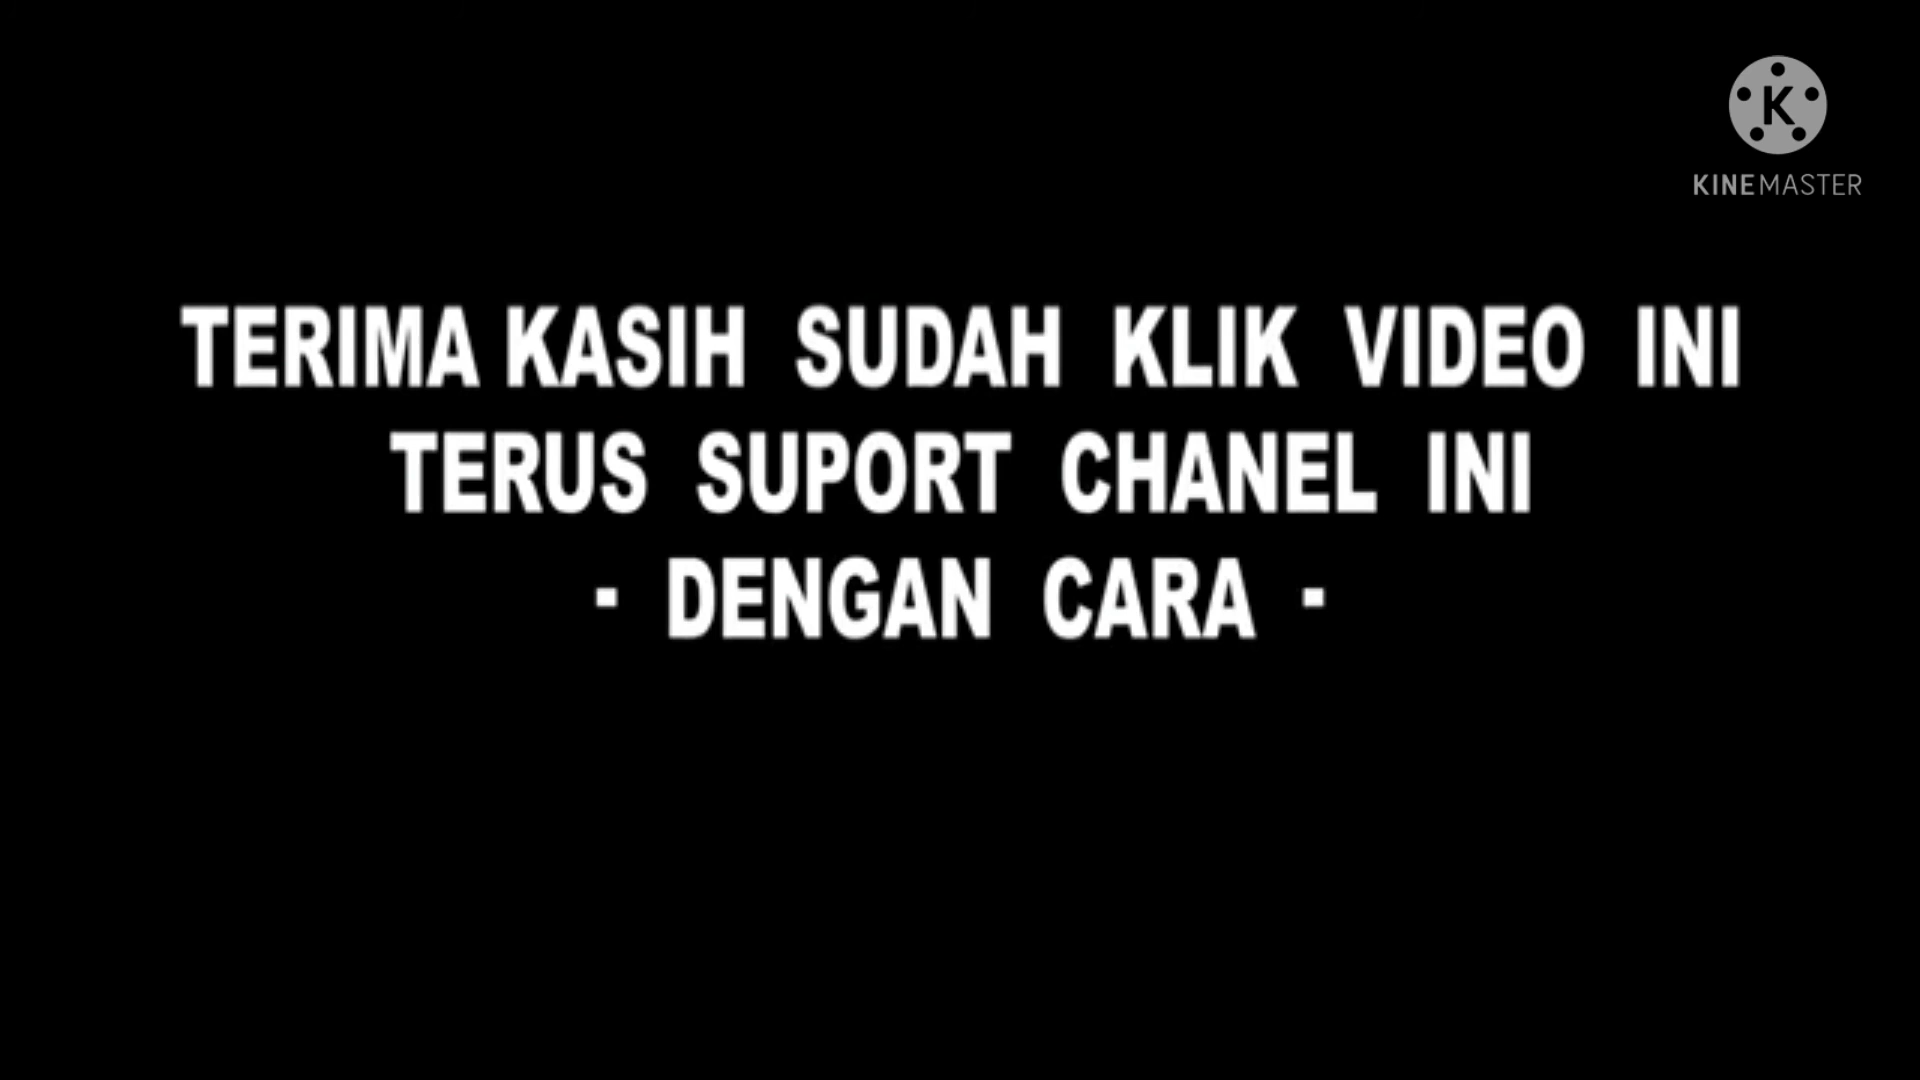 K
KINEMASTER
TERIMA KASIH SUDAH KLIK VIDEO INI
TERUS SUPORT CHANEL INI
- DENGAN CARA -